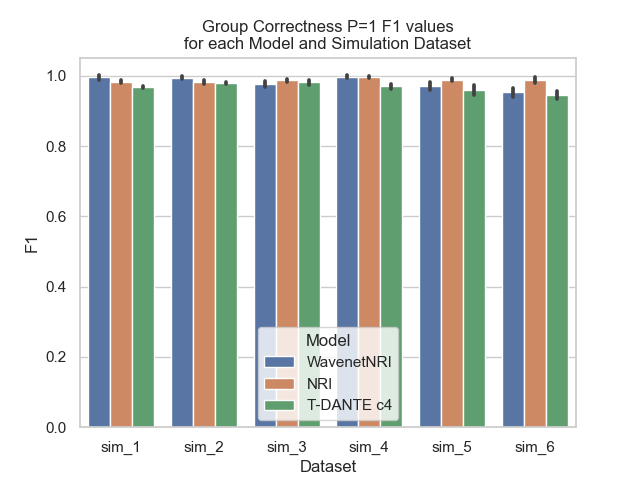 Group Correctness P=1 F1 values
for each Model and Simulation Dataset
F1
1.0
0.8
0.6
0.4
0.2
0.0
Model
WavenetNRI
NRI
T-DANTE c4
sim_1 sim_2 sim_3 sim_4 sim_5 sim_6
Dataset